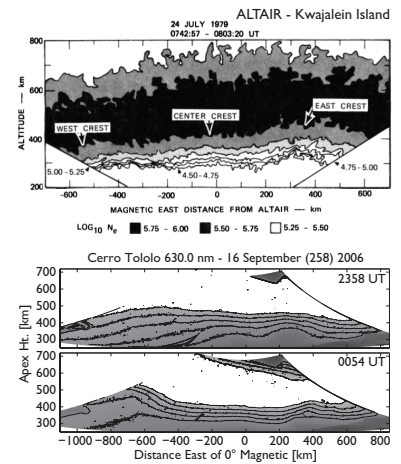 ALTAIR - Kwajalein Island
24 JULY 1979
0742:57 - 0803:20 UT
800
600
400
200
ALTITUDE — km
WEST CREST
CENTER CREST
EAST CREST
5.00 - 5.25
4.50 - 4.75
4.75 - 5.00
-600 -400 -200 0 200 400 600
MAGNETIC EAST DISTANCE FROM ALTAIR — km
LOG10 Ne 5.75 - 6.00 5.50 - 5.75 5.25 - 5.50
Cerro Tololo 630.0 nm - 16 September (258) 2006
2358 UT
700
600
500
400
300
Apex Ht. [km]
0054 UT
700
600
500
400
300
-1000 -800 -600 -400 -200 0 200 400 600 800
Distance East of 0° Magnetic [km]